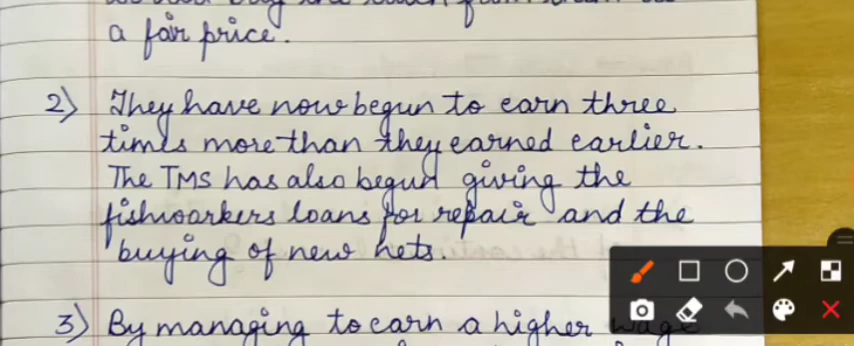 a fair price.
2) They have now begun to earn three
times more than they earned earlier.
The TMS has also begun giving the
fishworkers loans for repair and the
buying of new nets.
3) By managing to earn a higher wage